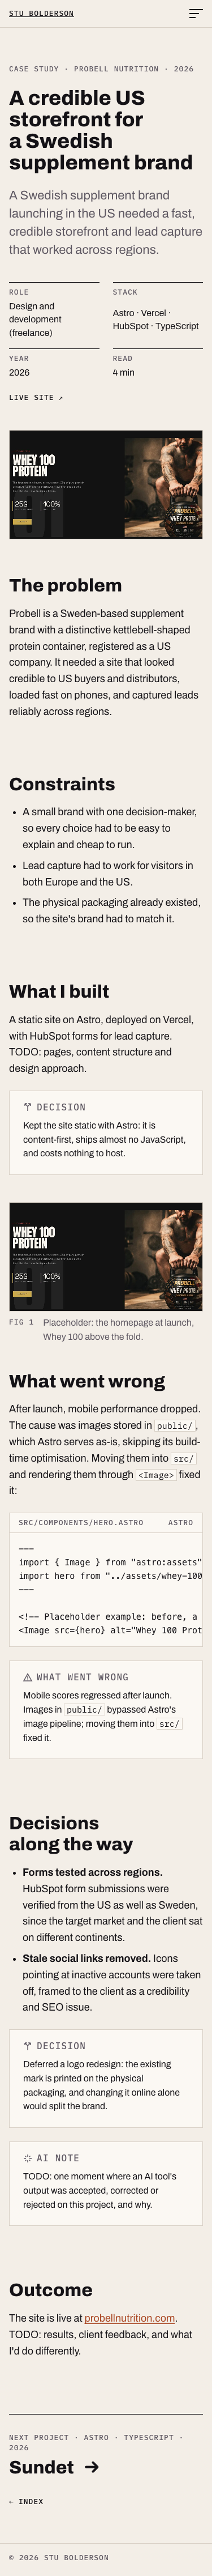 STU BOLDERSON
CASE STUDY · PROBELL NUTRITION · 2026
A credible US
storefront for
a Swedish
supplement brand
A Swedish supplement brand
launching in the US needed a fast,
credible storefront and lead capture
that worked across regions.
ROLE
Design and
development
(freelance)
STACK
Astro · Vercel ·
HubSpot · TypeScript
YEAR
2026
READ
4 min
LIVE SITE ↗
WHEY 100
PROTEIN
25G
100%
The problem
Probell is a Sweden-based supplement
brand with a distinctive kettlebell-shaped
protein container, registered as a US
company. It needed a site that looked
credible to US buyers and distributors,
loaded fast on phones, and captured leads
reliably across regions.
Constraints
• A small brand with one decision-maker,
so every choice had to be easy to
explain and cheap to run.
• Lead capture had to work for visitors in
both Europe and the US.
• The physical packaging already existed,
so the site's brand had to match it.
What I built
A static site on Astro, deployed on Vercel,
with HubSpot forms for lead capture.
TODO: pages, content structure and
design approach.
DECISION
Kept the site static with Astro: it is
content-first, ships almost no JavaScript,
and costs nothing to host.
WHEY 100
PROTEIN
25G
100%
FIG 1 Placeholder: the homepage at launch,
Whey 100 above the fold.
What went wrong
After launch, mobile performance dropped.
The cause was images stored in public/,
which Astro serves as-is, skipping its build-
time optimisation. Moving them into src/
and rendering them through <Image> fixed
it:
SRC/COMPONENTS/HERO.ASTRO ASTRO
---
import { Image } from "astro:assets"
import hero from "../assets/whey-100
---
<!-- Placeholder example: before, a
<Image src={hero} alt="Whey 100 Prot
WHAT WENT WRONG
Mobile scores regressed after launch.
Images in public/ bypassed Astro's
image pipeline; moving them into src/
fixed it.
Decisions
along the way
• Forms tested across regions.
HubSpot form submissions were
verified from the US as well as Sweden,
since the target market and the client sat
on different continents.
• Stale social links removed. Icons
pointing at inactive accounts were taken
off, framed to the client as a credibility
and SEO issue.
DECISION
Deferred a logo redesign: the existing
mark is printed on the physical
packaging, and changing it online alone
would split the brand.
AI NOTE
TODO: one moment where an AI tool's
output was accepted, corrected or
rejected on this project, and why.
Outcome
The site is live at probellnutrition.com.
TODO: results, client feedback, and what
I'd do differently.
NEXT PROJECT · ASTRO · TYPESCRIPT ·
2026
Sundet →
← INDEX
© 2026 STU BOLDERSON